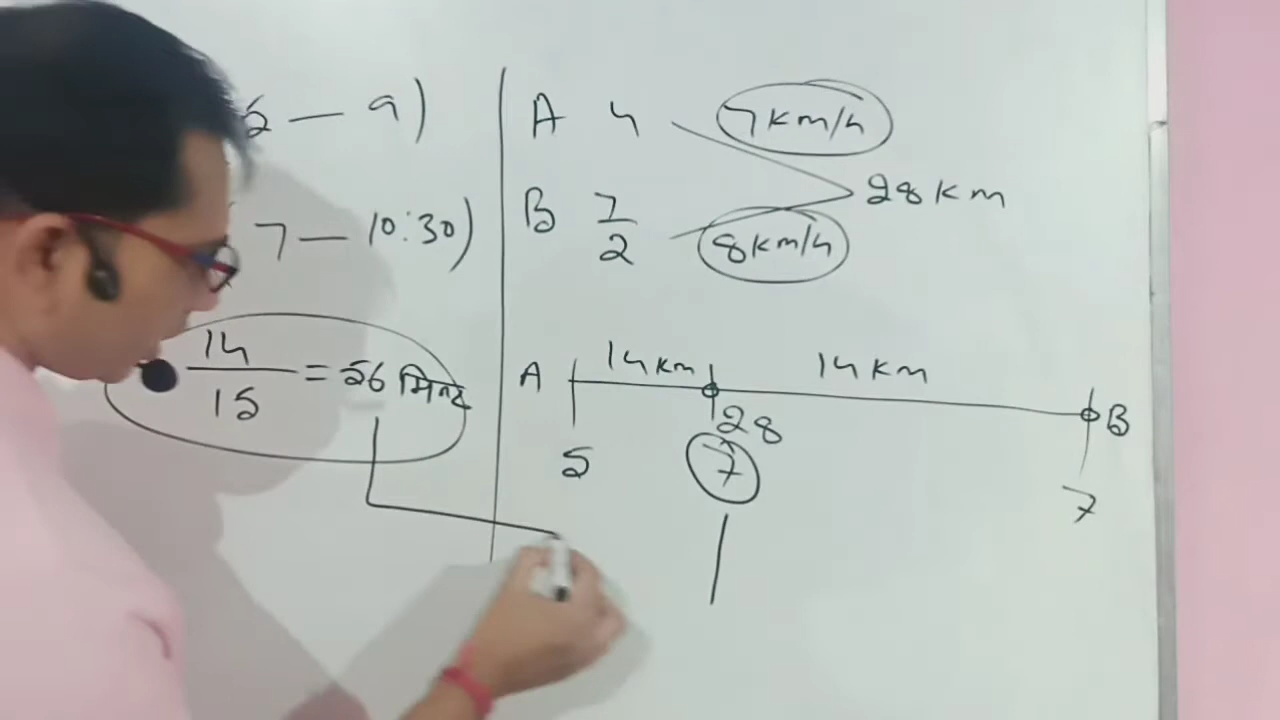 5 — 9)
7 — 10:30)
14/15 = 56 मिनट
A 4 7km/h
B 7/2 8km/h
28km
A 14km 14km B
28
5 7 7